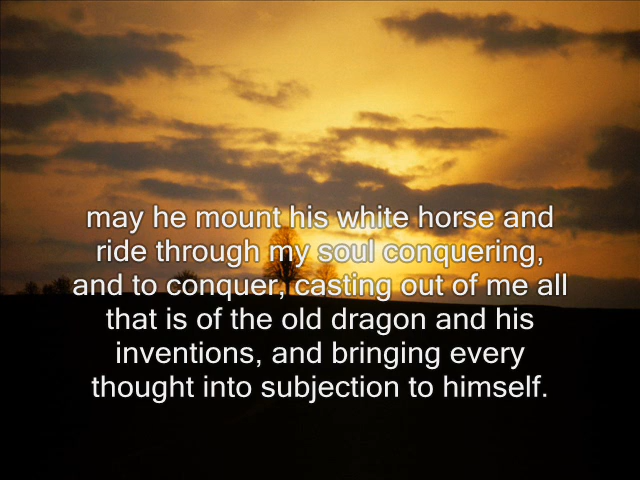 may he mount his white horse and
ride through my soul conquering,
and to conquer, casting out of me all
that is of the old dragon and his
inventions, and bringing every
thought into subjection to himself.